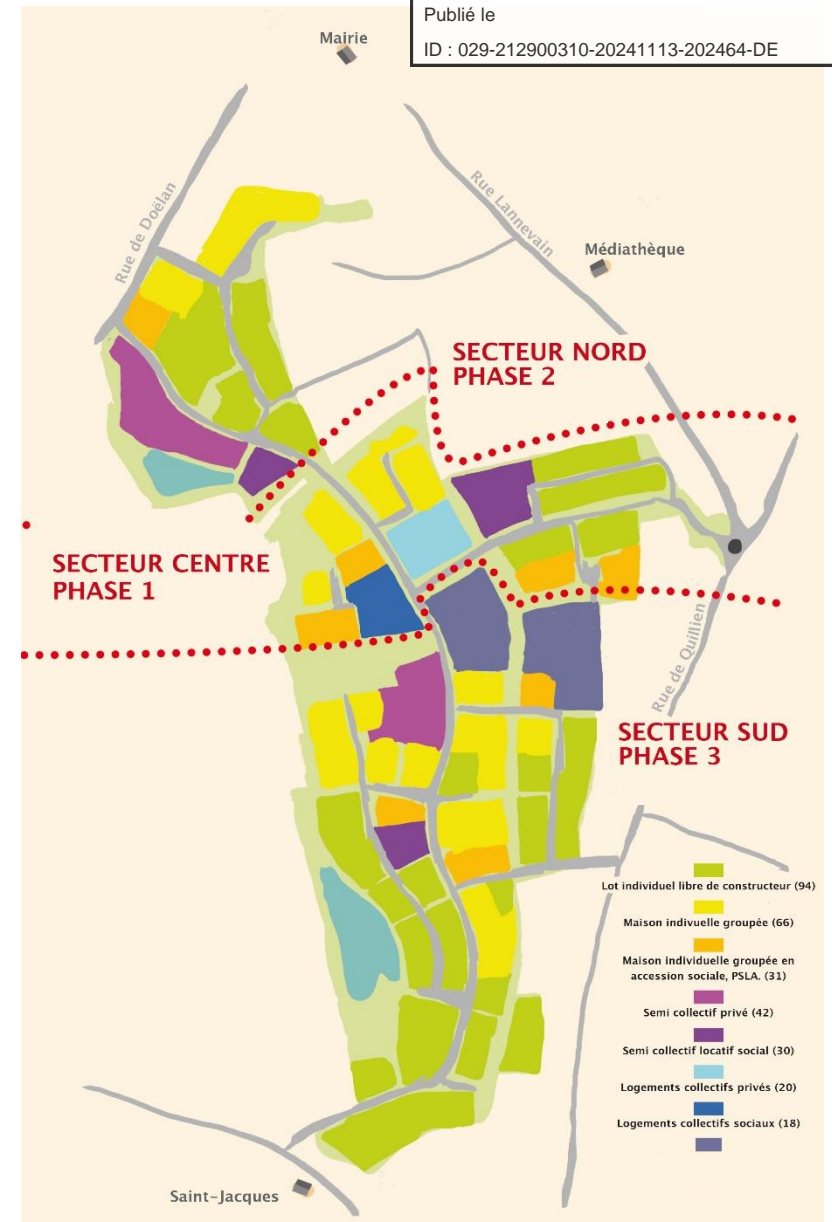 Publié le
ID : 029-212900310-20241113-202464-DE
Mairie
Rue de Doëlan
Rue Lannevain
Médiathèque
SECTEUR NORD
PHASE 2
SECTEUR CENTRE
PHASE 1
Rue de Quillien
SECTEUR SUD
PHASE 3
Lot individuel libre de constructeur (94)
Maison indivuelle groupée (66)
Maison individuelle groupée en
accession sociale, PSLA. (31)
Semi collectif privé (42)
Semi collectif locatif social (30)
Logements collectifs privés (20)
Logements collectifs sociaux (18)
Saint-Jacques